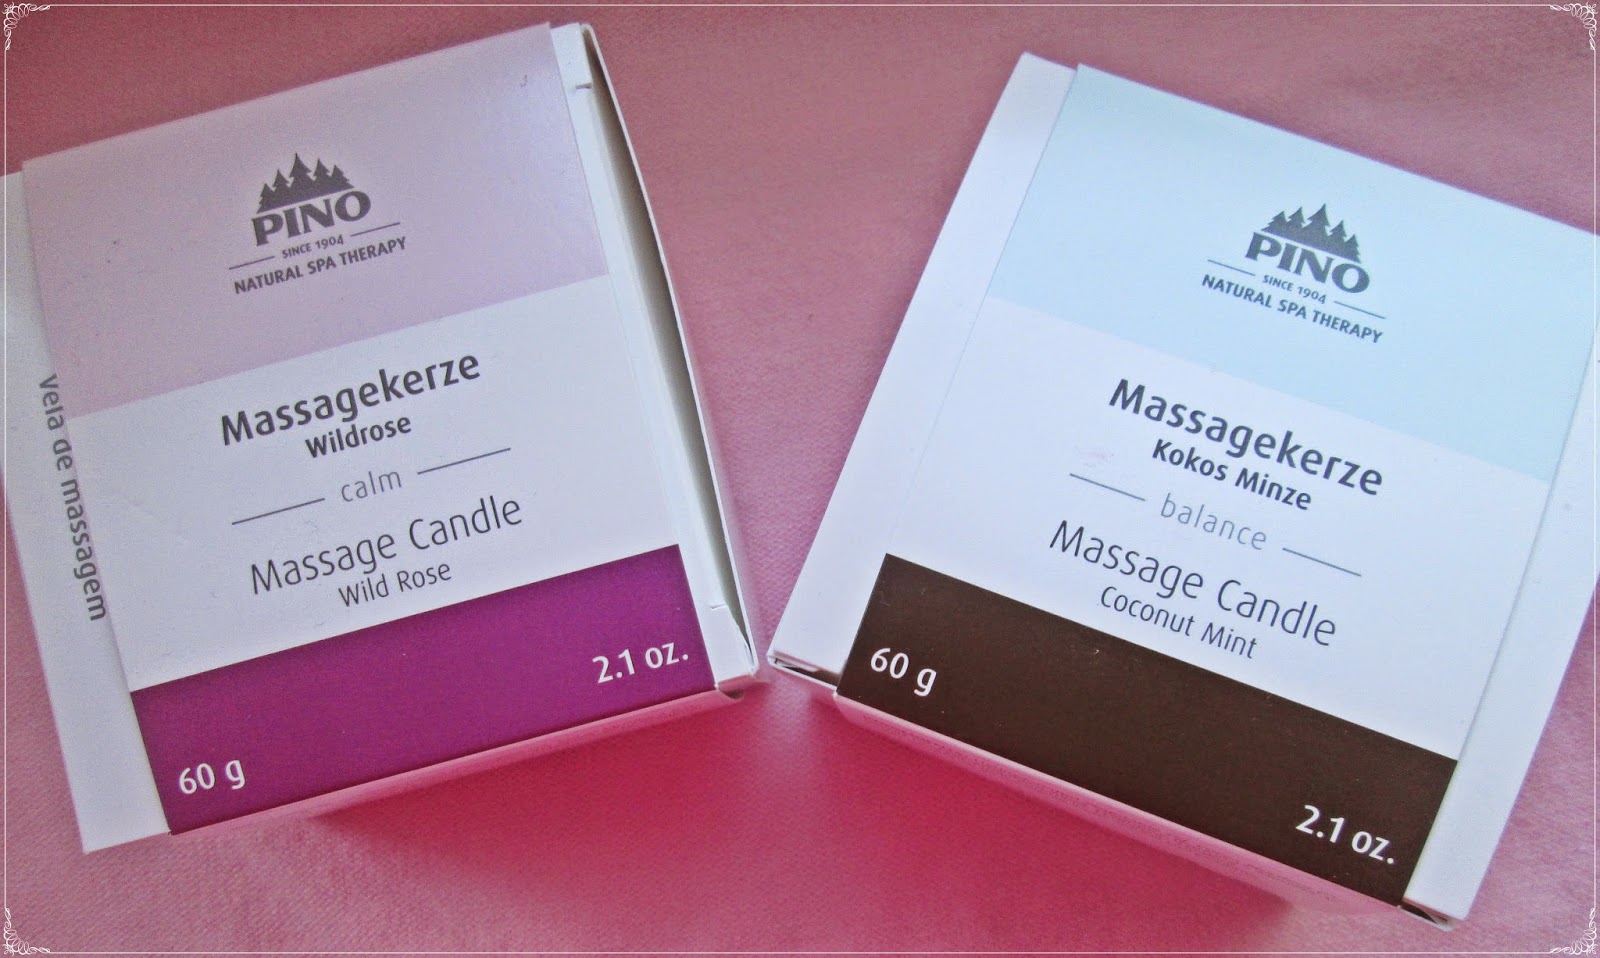 PINO
SINCE 1904
NATURAL SPA THERAPY
Massagekerze
Wildrose
calm
Massage Candle
Wild Rose
60 g
2.1 oz.
Vela de massagem
PINO
SINCE 1904
NATURAL SPA THERAPY
Massagekerze
Kokos Minze
balance
Massage Candle
Coconut Mint
60 g
2.1 oz.